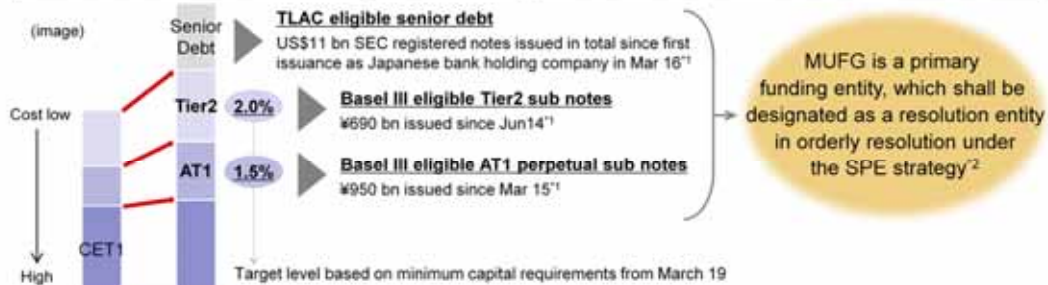 (image)
Cost low
High
CET1
Senior
Debt
Tier2
AT1
2.0%
1.5%
TLAC eligible senior debt
US$11 bn SEC registered notes issued in total since first
issuance as Japanese bank holding company in Mar 16*1
Basel III eligible Tier2 sub notes
¥690 bn issued since Jun14*1
Basel III eligible AT1 perpetual sub notes
¥950 bn issued since Mar 15*1
Target level based on minimum capital requirements from March 19
MUFG is a primary
funding entity, which shall be
designated as a resolution entity
in orderly resolution under
the SPE strategy*2